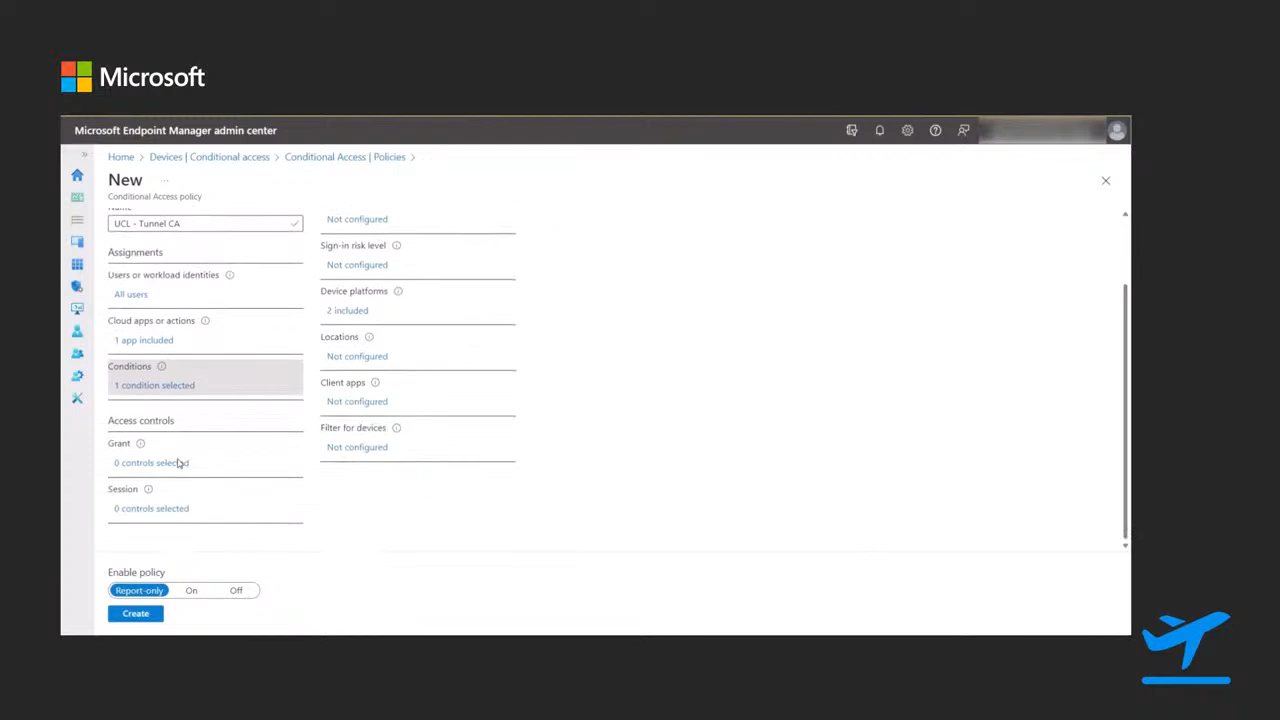 Microsoft
Microsoft Endpoint Manager admin center
Home > Devices | Conditional access > Conditional Access | Policies >
New ...
Conditional Access policy
Name
UCL - Tunnel CA
Assignments
Users or workload identities
All users
Cloud apps or actions
1 app included
Conditions
1 condition selected
Access controls
Grant
0 controls selected
Session
0 controls selected
Not configured
Sign-in risk level
Not configured
Device platforms
2 included
Locations
Not configured
Client apps
Not configured
Filter for devices
Not configured
Enable policy
Report-only On Off
Create